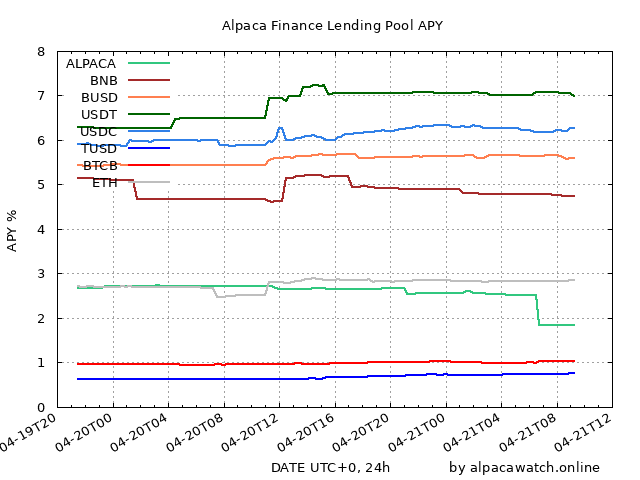 Alpaca Finance Lending Pool APY
8
7
6
5
4
3
2
1
0
APY %
ALPACA
BNB
BUSD
USDT
USDC
TUSD
BTCB
ETH
04-19T20
04-20T00
04-20T04
04-20T08
04-20T12
04-20T16
04-20T20
04-21T00
04-21T04
04-21T08
04-21T12
DATE UTC+0, 24h
by alpacawatch.online